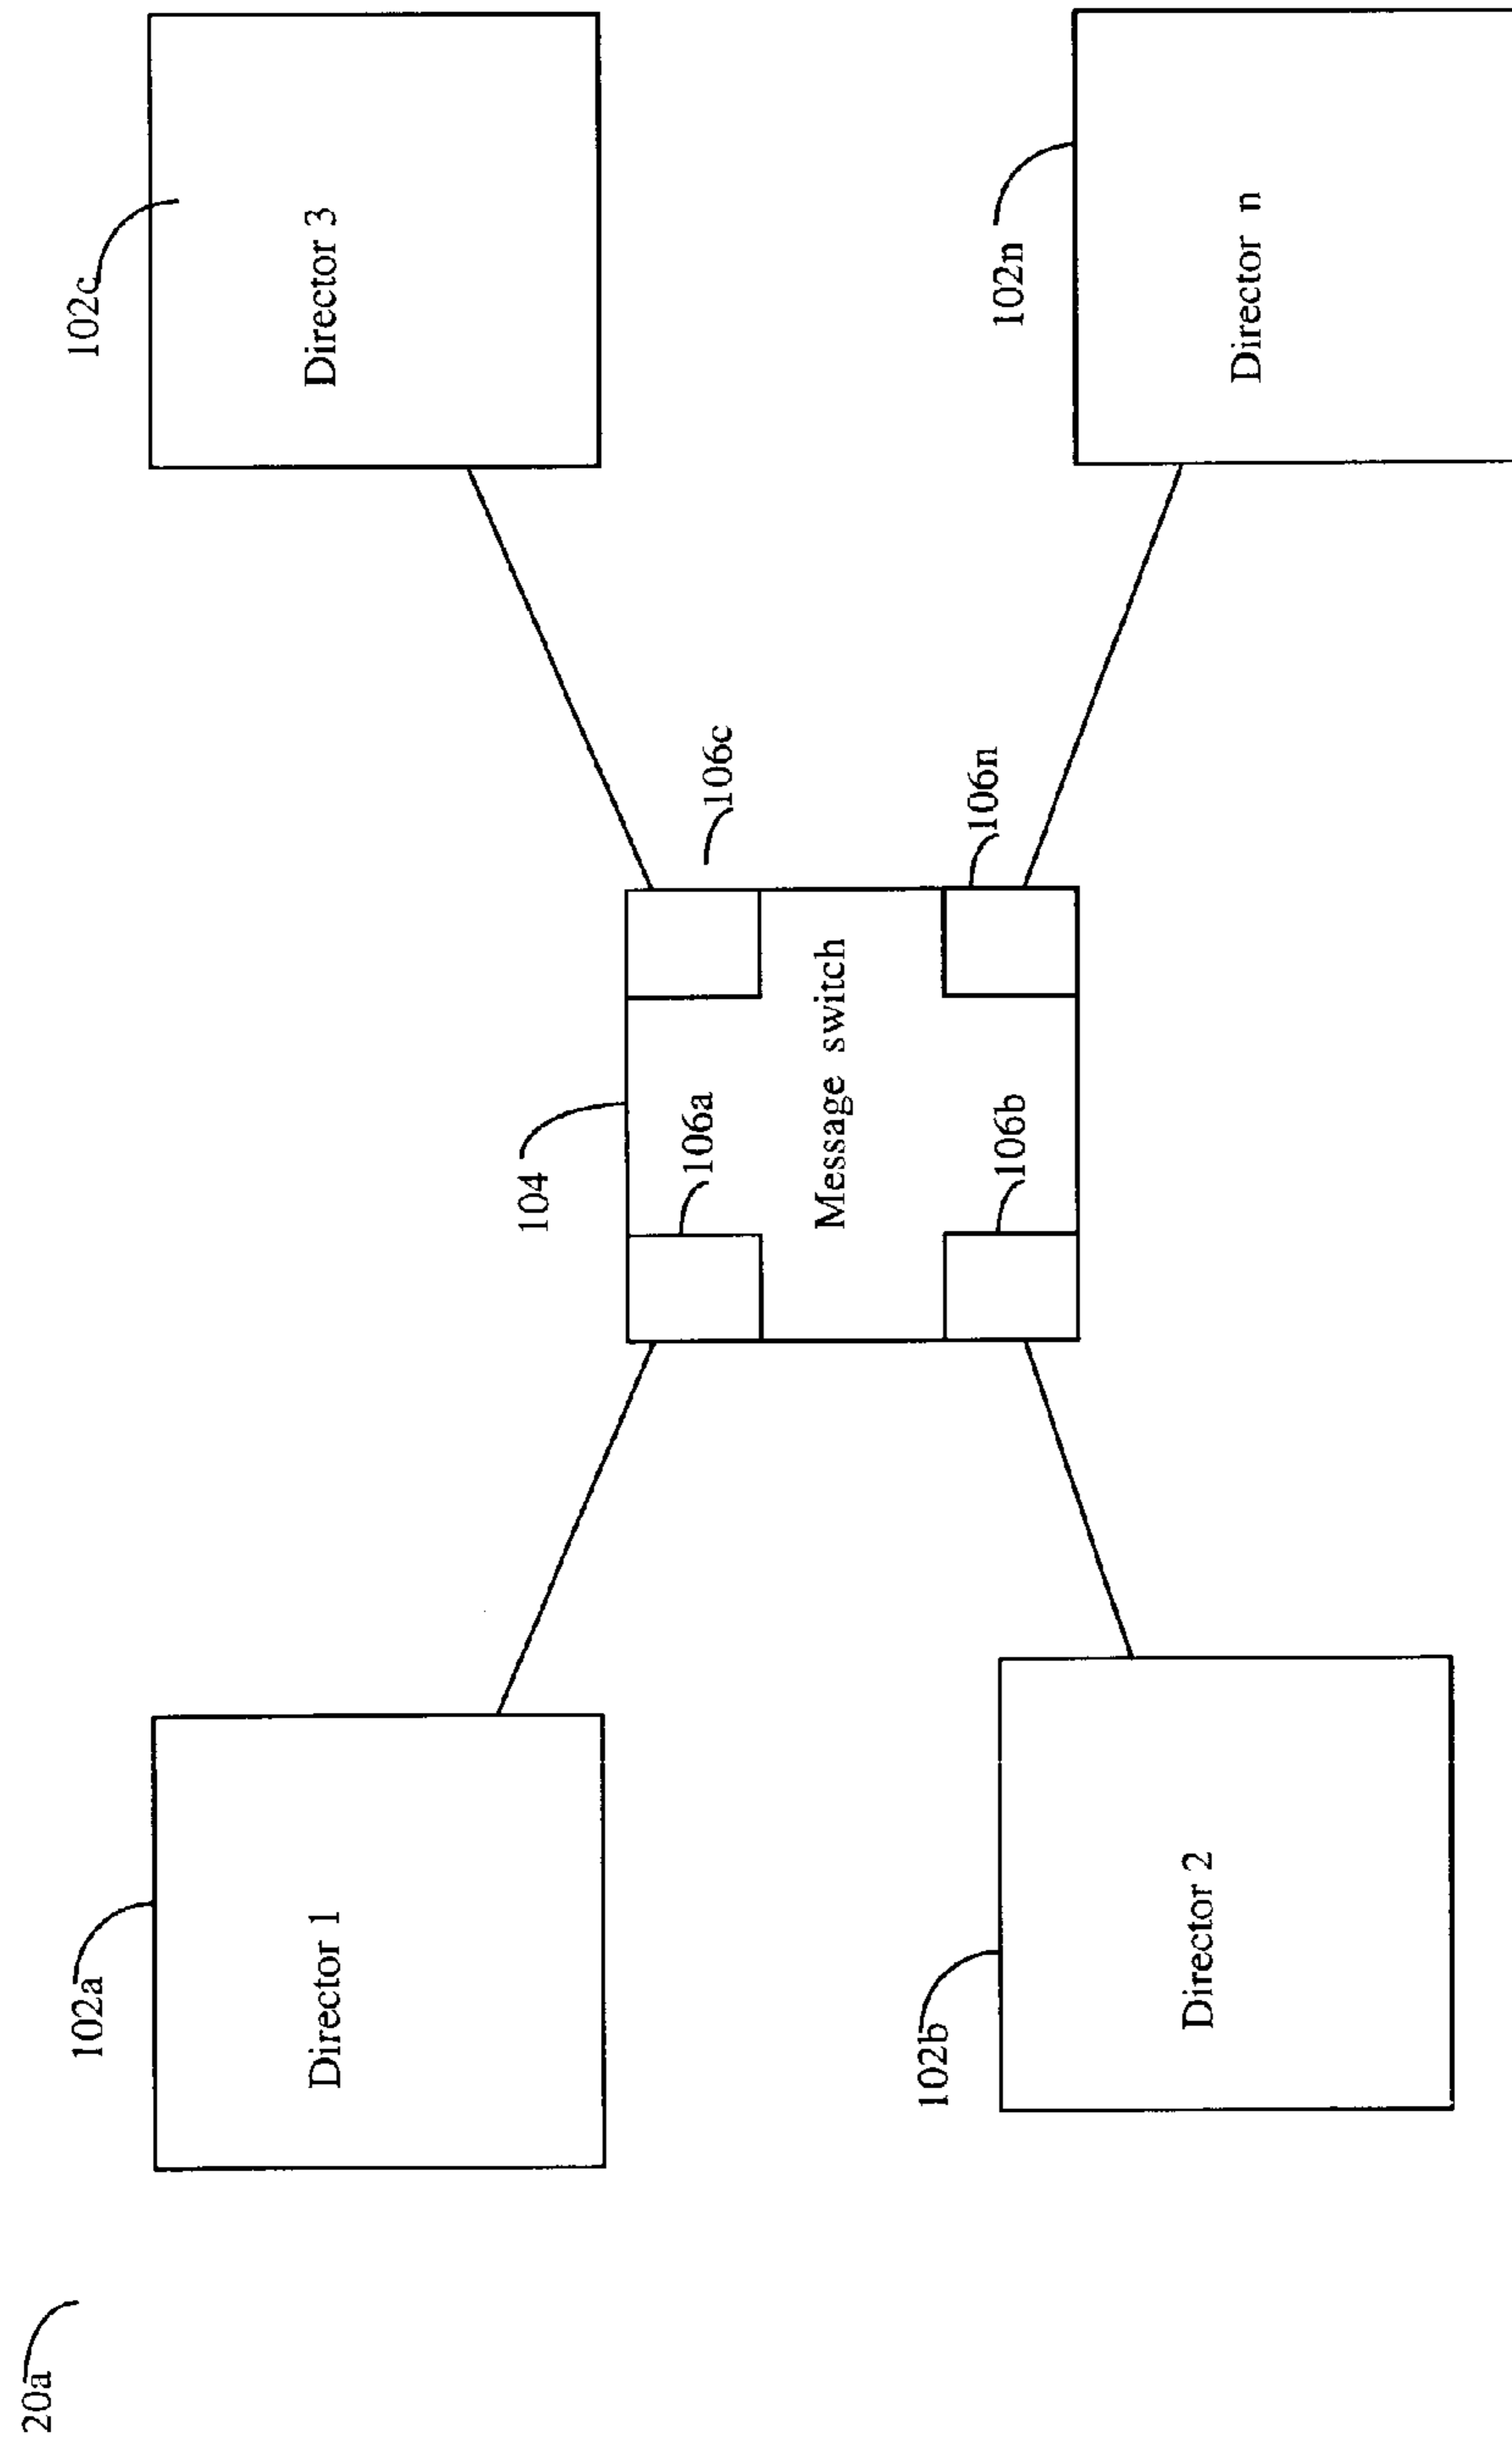 20a
102a
Director 1
102c
Director 3
104
106a
106c
Message switch
106b
106n
102b
Director 2
102n
Director n